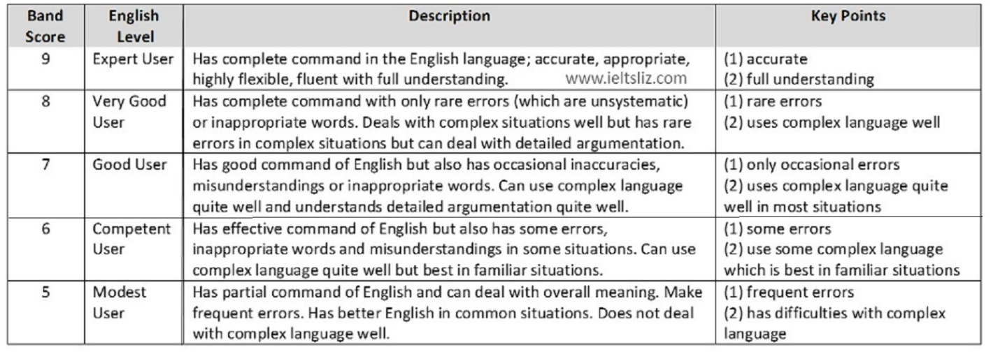 Band Score English Level Description Key Points
9 Expert User Has complete command in the English language; accurate, appropriate, (1) accurate
highly flexible, fluent with full understanding. www.ieltsliz.com (2) full understanding
8 Very Good Has complete command with only rare errors (which are unsystematic) (1) rare errors
User or inappropriate words. Deals with complex situations well but has rare (2) uses complex language well
errors in complex situations but can deal with detailed argumentation.
7 Good User Has good command of English but also has occasional inaccuracies, (1) only occasional errors
misunderstandings or inappropriate words. Can use complex language (2) uses complex language quite
quite well and understands detailed argumentation quite well. well in most situations
6 Competent Has effective command of English but also has some errors, (1) some errors
User inappropriate words and misunderstandings in some situations. Can use (2) use some complex language
complex language quite well but best in familiar situations. which is best in familiar situations
5 Modest Has partial command of English and can deal with overall meaning. Make (1) frequent errors
User frequent errors. Has better English in common situations. Does not deal (2) has difficulties with complex
with complex language well. language